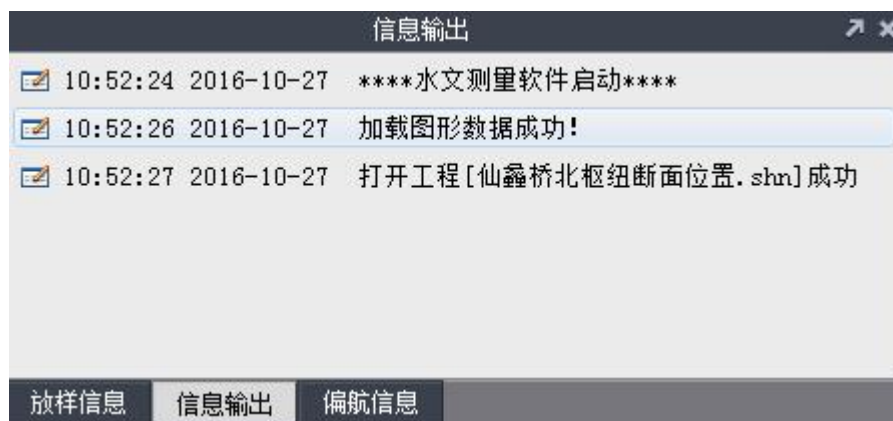 信息输出
10:52:24 2016-10-27 ****水文测量软件启动****
10:52:26 2016-10-27 加载图形数据成功!
10:52:27 2016-10-27 打开工程[仙蠡桥北枢纽断面位置.shn]成功
放样信息 信息输出 偏航信息